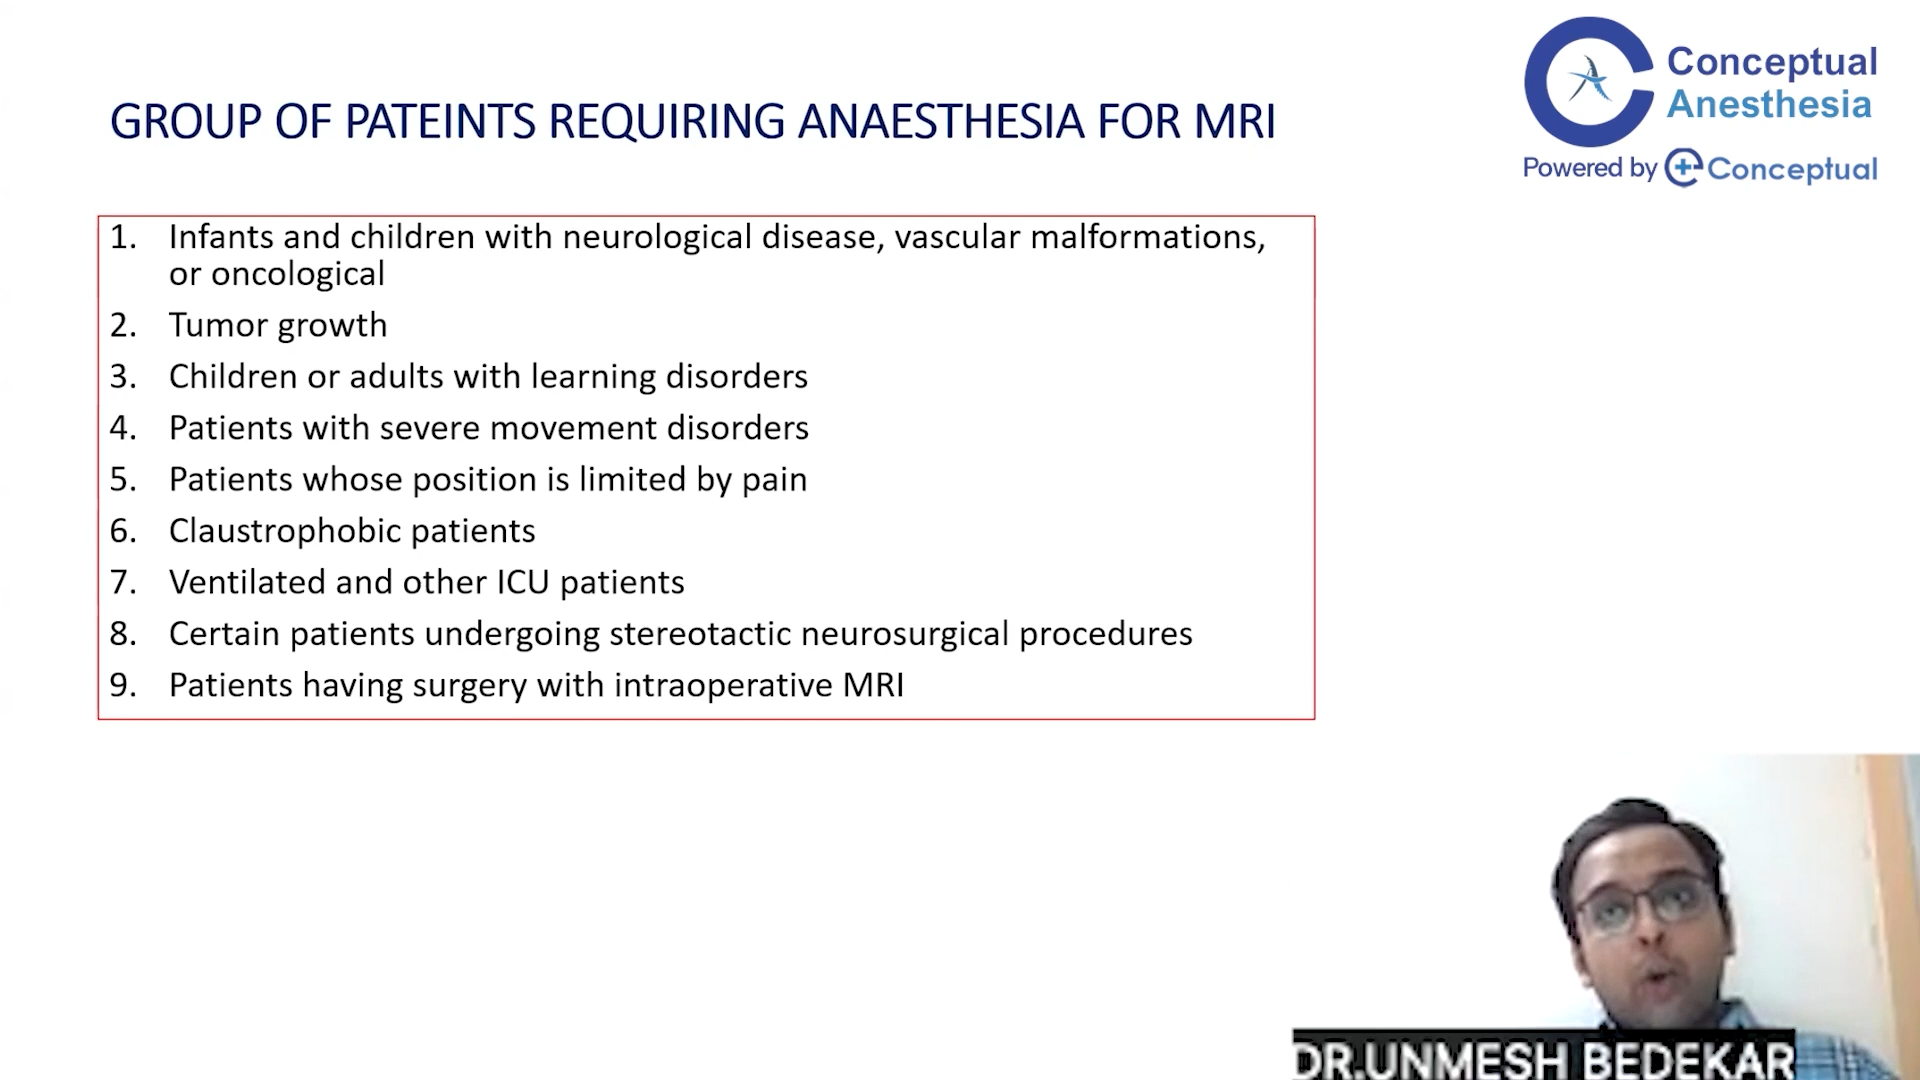 GROUP OF PATEINTS REQUIRING ANAESTHESIA FOR MRI
Conceptual
Anesthesia
Powered by Conceptual
1. Infants and children with neurological disease, vascular malformations,
or oncological
2. Tumor growth
3. Children or adults with learning disorders
4. Patients with severe movement disorders
5. Patients whose position is limited by pain
6. Claustrophobic patients
7. Ventilated and other ICU patients
8. Certain patients undergoing stereotactic neurosurgical procedures
9. Patients having surgery with intraoperative MRI
DR.UNMESH BEDEKAR